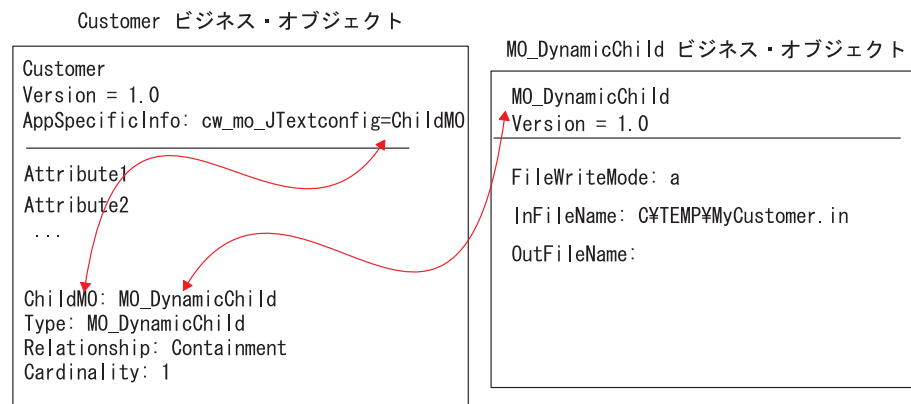 Customer ビジネス・オブジェクト
Customer
Version = 1.0
AppSpecificInfo: cw_mo_JTextconfig=ChildMO
Attribute1
Attribute2
...
ChildMO: MO_DynamicChild
Type: MO_DynamicChild
Relationship: Containment
Cardinality: 1
MO_DynamicChild ビジネス・オブジェクト
MO_DynamicChild
Version = 1.0
FileWriteMode: a
InFileName: C¥TEMP¥MyCustomer.in
OutFileName: